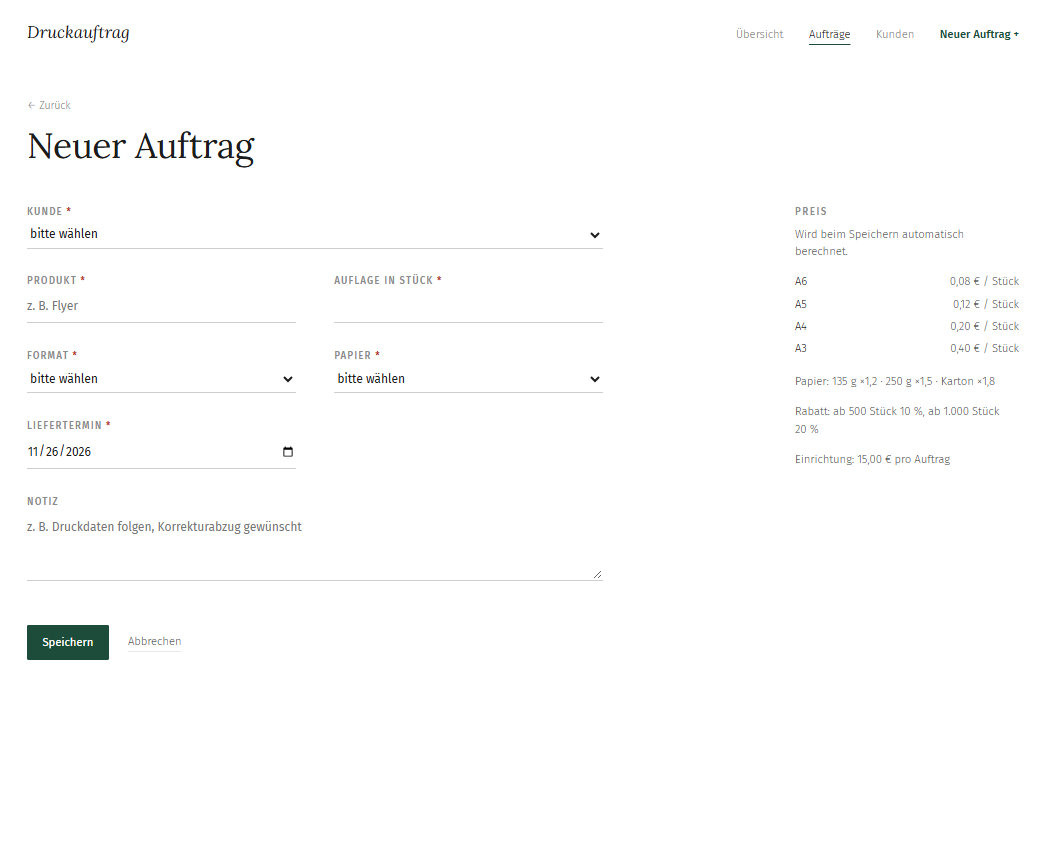 Druckauftrag
Übersicht Aufträge Kunden Neuer Auftrag +
← Zurück
Neuer Auftrag
KUNDE *
bitte wählen
PRODUKT * AUFLAGE IN STÜCK *
z. B. Flyer
FORMAT * PAPIER *
bitte wählen bitte wählen
LIEFERTERMIN *
11/26/2026
NOTIZ
z. B. Druckdaten folgen, Korrekturabzug gewünscht
Speichern Abbrechen
PREIS
Wird beim Speichern automatisch
berechnet.
A6 0,08 € / Stück
A5 0,12 € / Stück
A4 0,20 € / Stück
A3 0,40 € / Stück
Papier: 135 g ×1,2 · 250 g ×1,5 · Karton ×1,8
Rabatt: ab 500 Stück 10 %, ab 1.000 Stück
20 %
Einrichtung: 15,00 € pro Auftrag